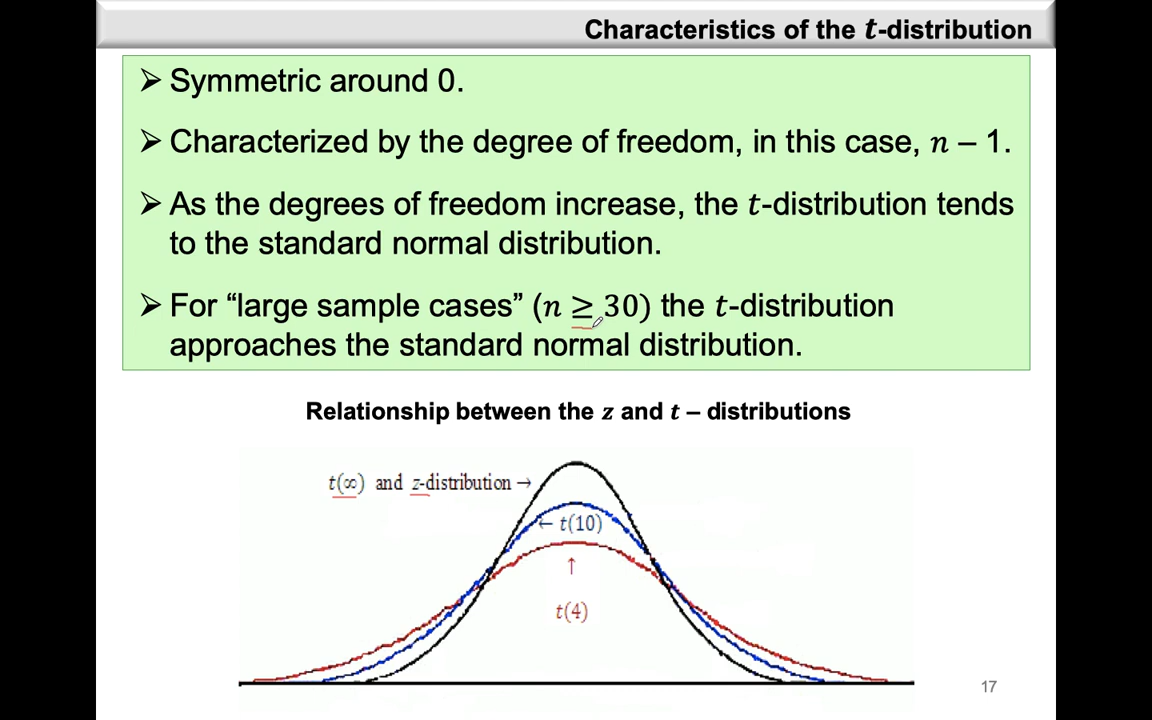 Characteristics of the t-distribution
➢ Symmetric around 0.
➢ Characterized by the degree of freedom, in this case, n – 1.
➢ As the degrees of freedom increase, the t-distribution tends
to the standard normal distribution.
➢ For “large sample cases” (n ≥ 30) the t-distribution
approaches the standard normal distribution.
Relationship between the z and t – distributions
t(∞) and z-distribution →
← t(10)
↑
t(4)
17